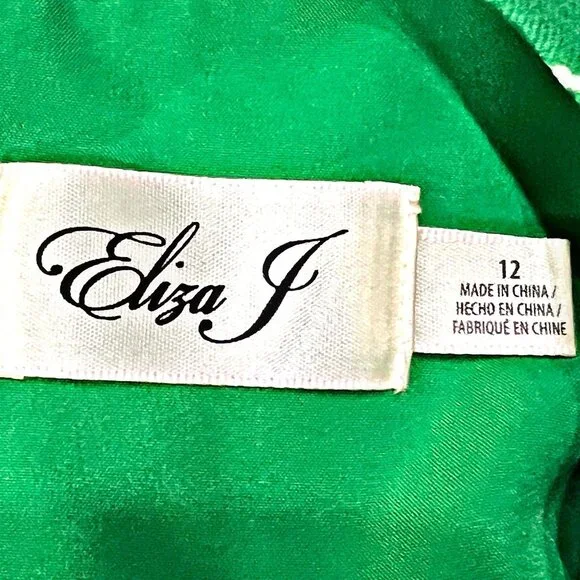 Eliza J
12
MADE IN CHINA /
HECHO EN CHINA /
FABRIQUÉ EN CHINE